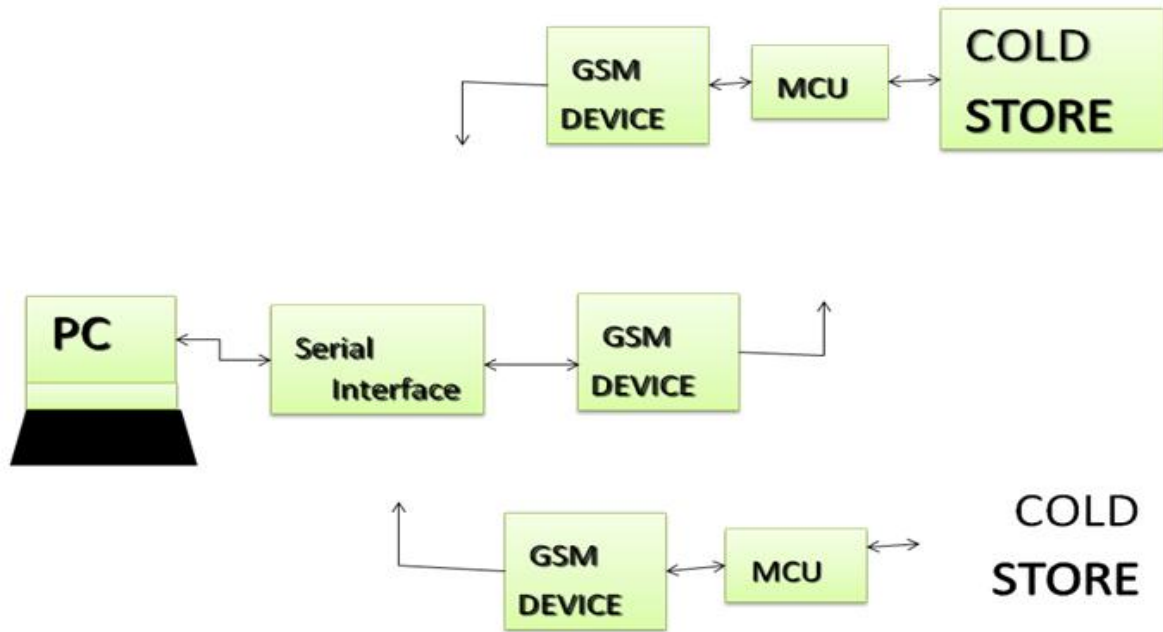 GSM
DEVICE
MCU
COLD
STORE
PC
Serial
Interface
GSM
DEVICE
GSM
DEVICE
MCU
COLD
STORE